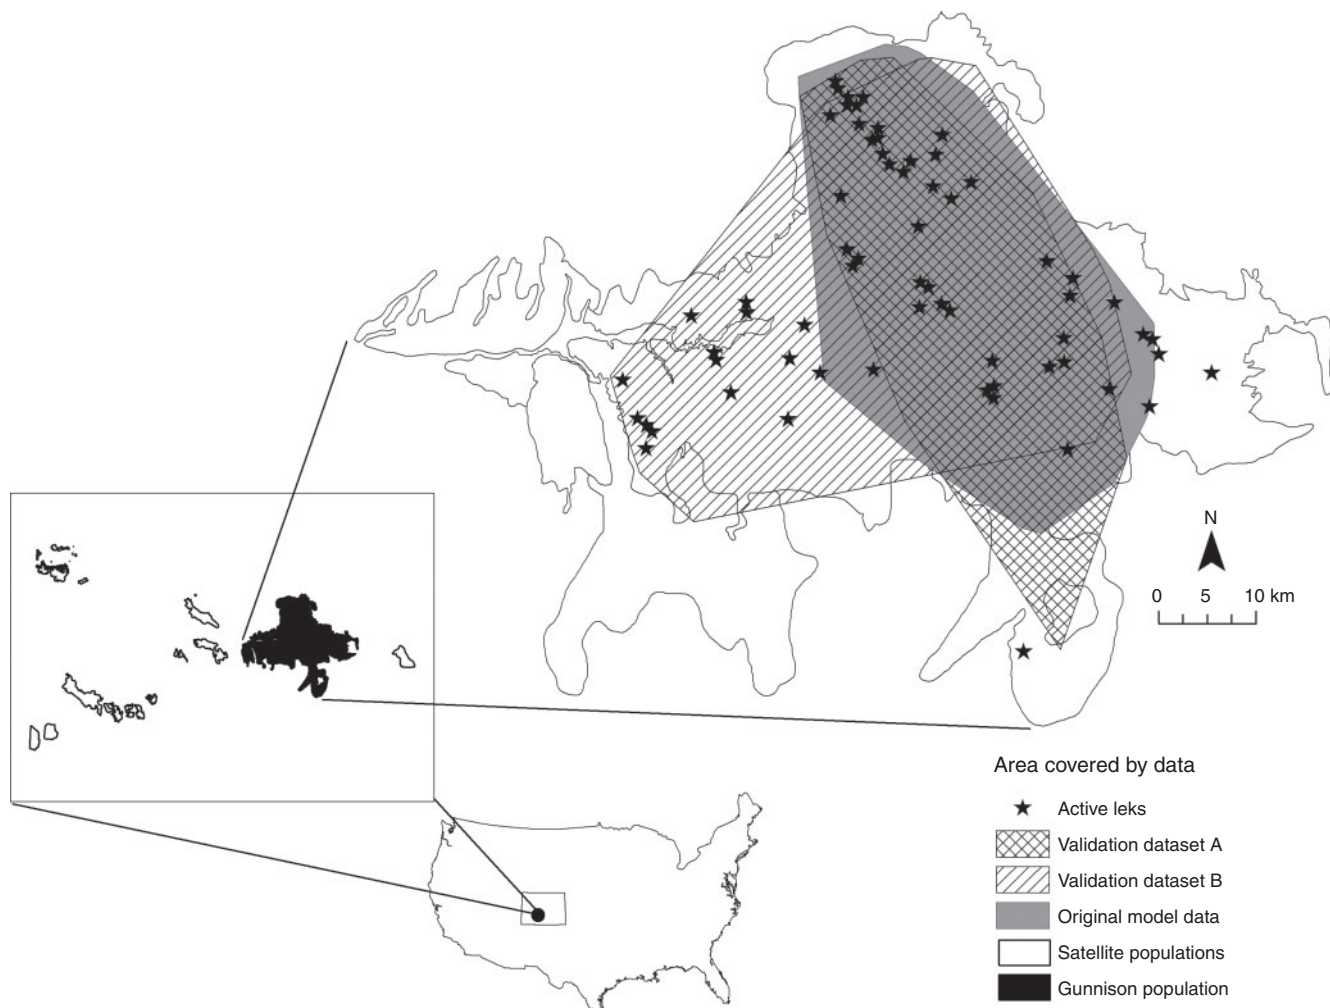 N
0 5 10 km
Area covered by data
Active leks
Validation dataset A
Validation dataset B
Original model data
Satellite populations
Gunnison population